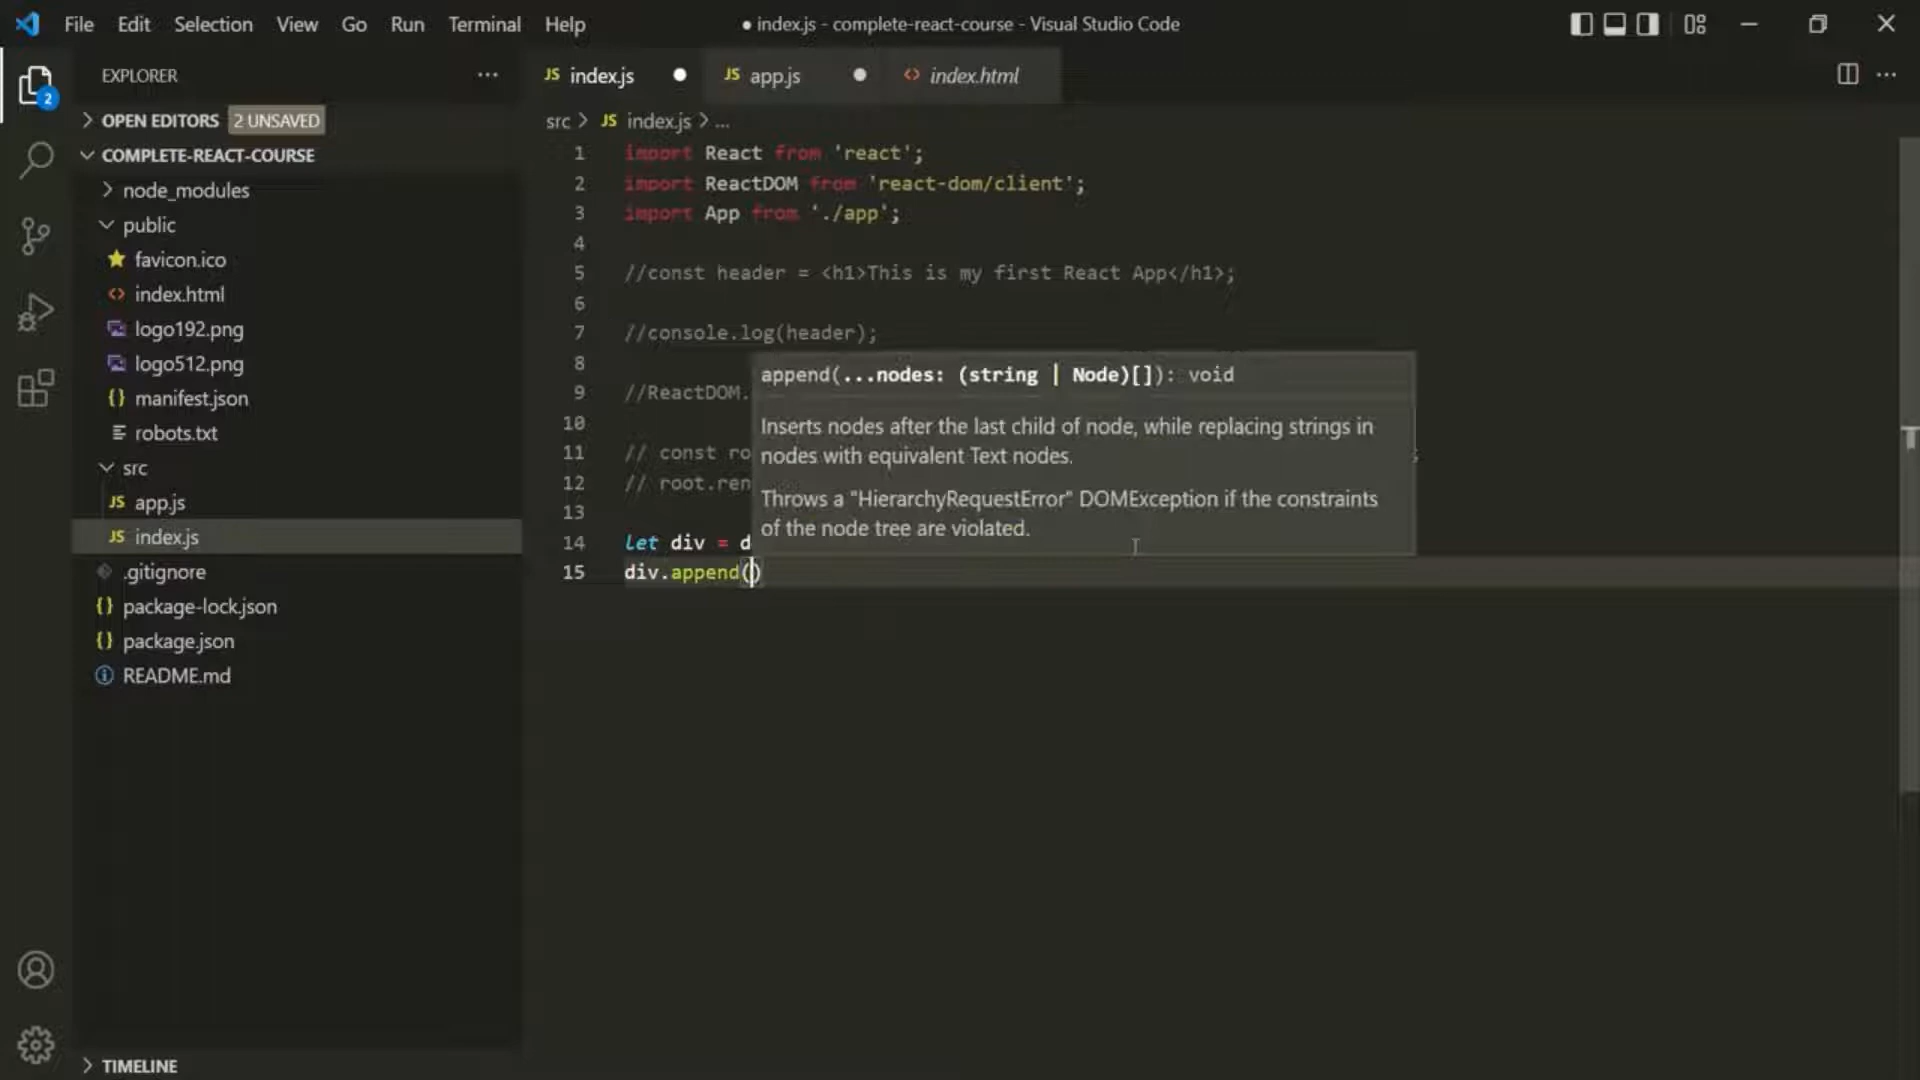 File Edit Selection View Go Run Terminal Help
● index.js - complete-react-course - Visual Studio Code
EXPLORER
2
OPEN EDITORS 2 UNSAVED
COMPLETE-REACT-COURSE
node_modules
public
favicon.ico
index.html
logo192.png
logo512.png
{} manifest.json
robots.txt
src
JS app.js
JS index.js
.gitignore
{} package-lock.json
{} package.json
README.md
TIMELINE
JS index.js ● JS app.js ● <> index.html
src > JS index.js > ...
1 import React from 'react';
2 import ReactDOM from 'react-dom/client';
3 import App from './app';
4
5 //const header = <h1>This is my first React App</h1>;
6
7 //console.log(header);
8
9 //ReactDOM.
10
11 // const ro
12 // root.ren
13
14 let div = d
15 div.append()
append(...nodes: (string | Node)[]): void
Inserts nodes after the last child of node, while replacing strings in
nodes with equivalent Text nodes.
Throws a "HierarchyRequestError" DOMException if the constraints
of the node tree are violated.